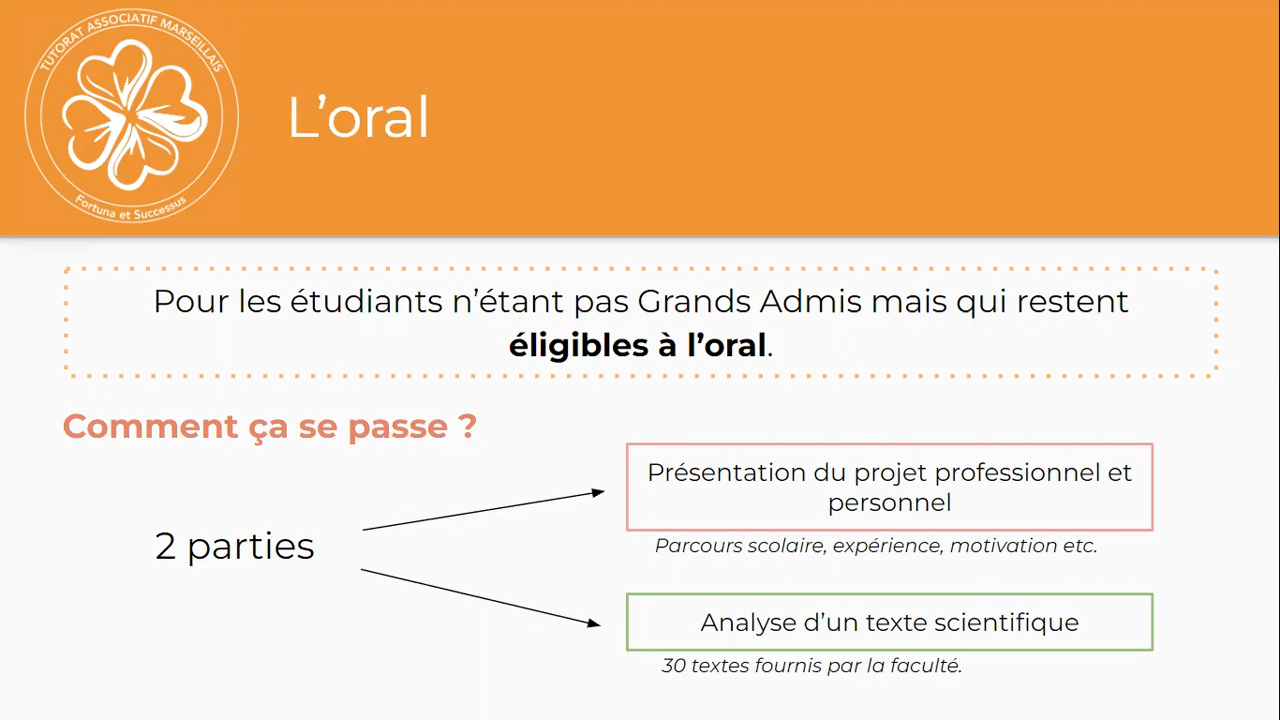 TUTORAT ASSOCIATIF MARSEILLAIS
Fortuna et Successus
L’oral
Pour les étudiants n’étant pas Grands Admis mais qui restent
éligibles à l’oral.
Comment ça se passe ?
2 parties
Présentation du projet professionnel et
personnel
Parcours scolaire, expérience, motivation etc.
Analyse d’un texte scientifique
30 textes fournis par la faculté.